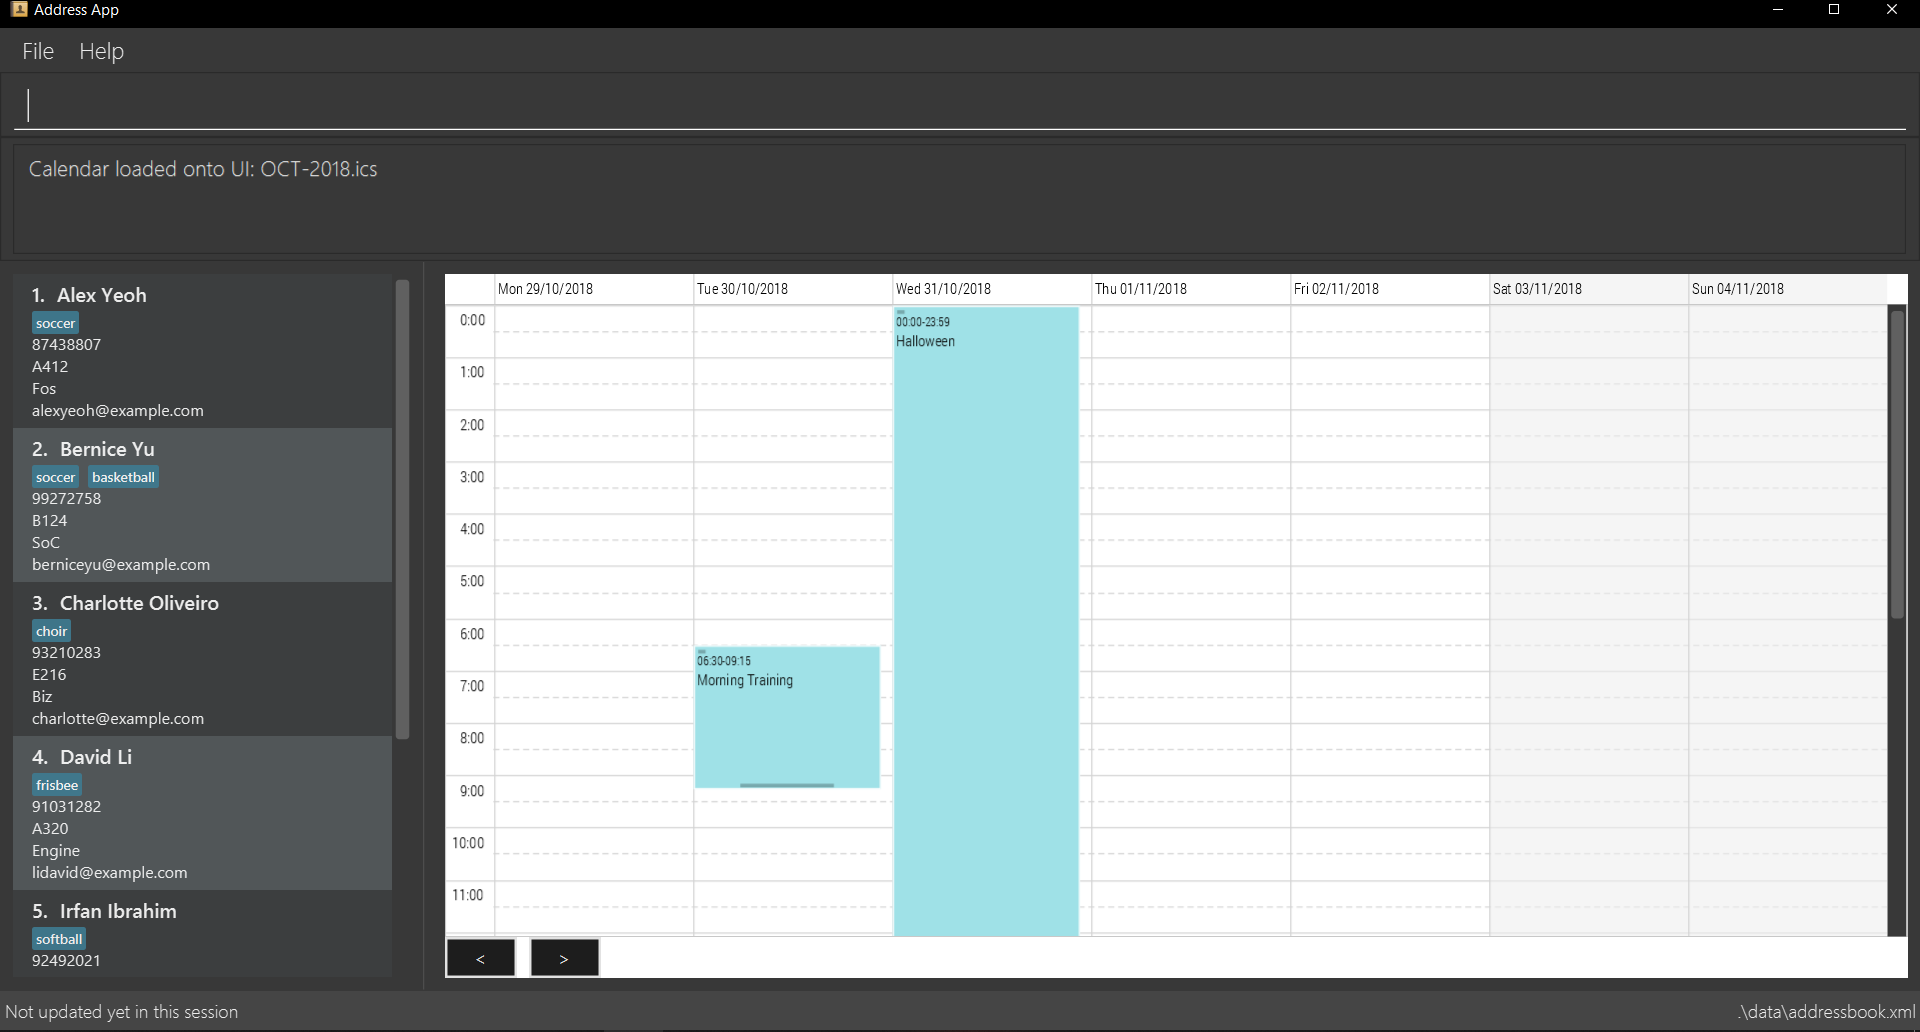 Address App
File Help
Calendar loaded onto UI: OCT-2018.ics
1. Alex Yeoh
soccer
87438807
A412
Fos
alexyeoh@example.com
2. Bernice Yu
soccer basketball
99272758
B124
SoC
berniceyu@example.com
3. Charlotte Oliveiro
choir
93210283
E216
Biz
charlotte@example.com
4. David Li
frisbee
91031282
A320
Engine
lidavid@example.com
5. Irfan Ibrahim
softball
92492021
Mon 29/10/2018 Tue 30/10/2018 Wed 31/10/2018 Thu 01/11/2018 Fri 02/11/2018 Sat 03/11/2018 Sun 04/11/2018
0:00
1:00
2:00
3:00
4:00
5:00
6:00
7:00
8:00
9:00
10:00
11:00
00:00-23:59
Halloween
06:30-09:15
Morning Training
< >
Not updated yet in this session
.\data\addressbook.xml